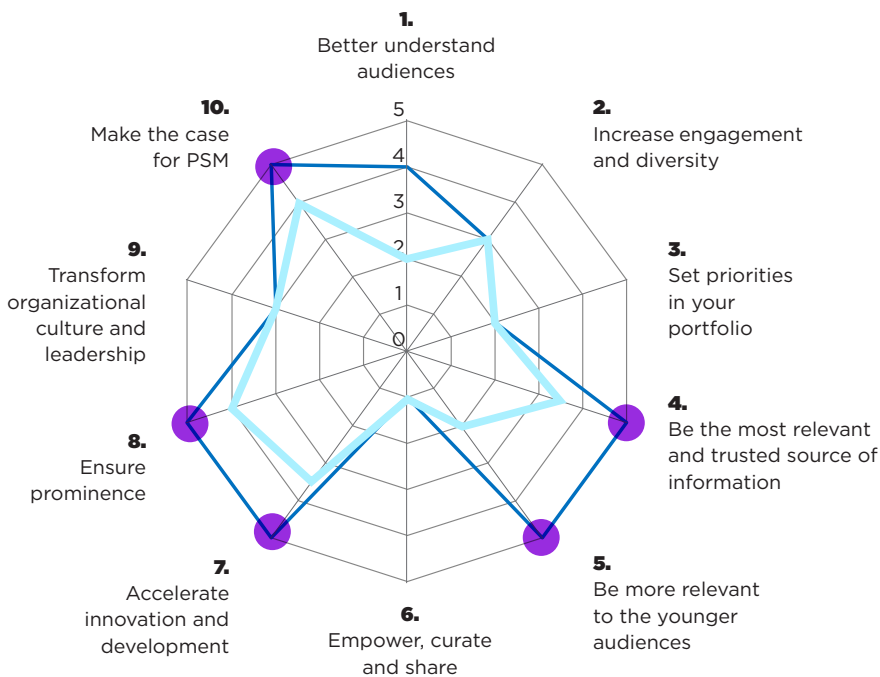 1.
Better understand
audiences
2.
Increase engagement
and diversity
3.
Set priorities
in your
portfolio
4.
Be the most relevant
and trusted source of
information
5.
Be more relevant
to the younger
audiences
6.
Empower, curate
and share
7.
Accelerate
innovation and
development
8.
Ensure
prominence
9.
Transform
organizational
culture and
leadership
10.
Make the case
for PSM
5
4
3
2
1
0